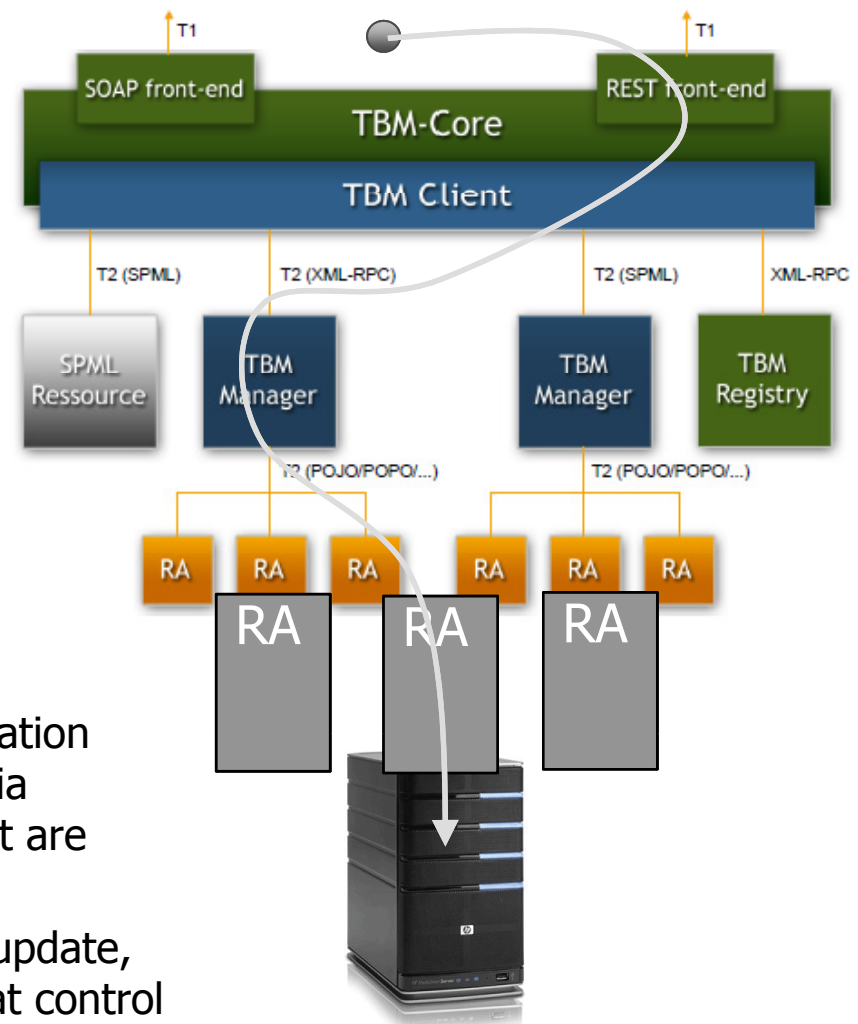 T1 T1
SOAP front-end REST front-end
TBM-Core
TBM Client
T2 (SPML) T2 (XML-RPC) T2 (SPML) XML-RPC
SPML TBM TBM TBM
Ressource Manager Manager Registry
T2 (POJO/POPO/...) T2 (POJO/POPO/...)
RA RA RA RA RA RA
RA RA RA
ation
ia
t are
update,
at control
hp